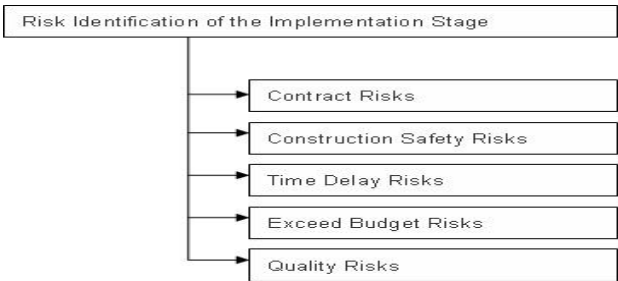 Risk Identification of the Implementation Stage
Contract Risks
Construction Safety Risks
Time Delay Risks
Exceed Budget Risks
Quality Risks